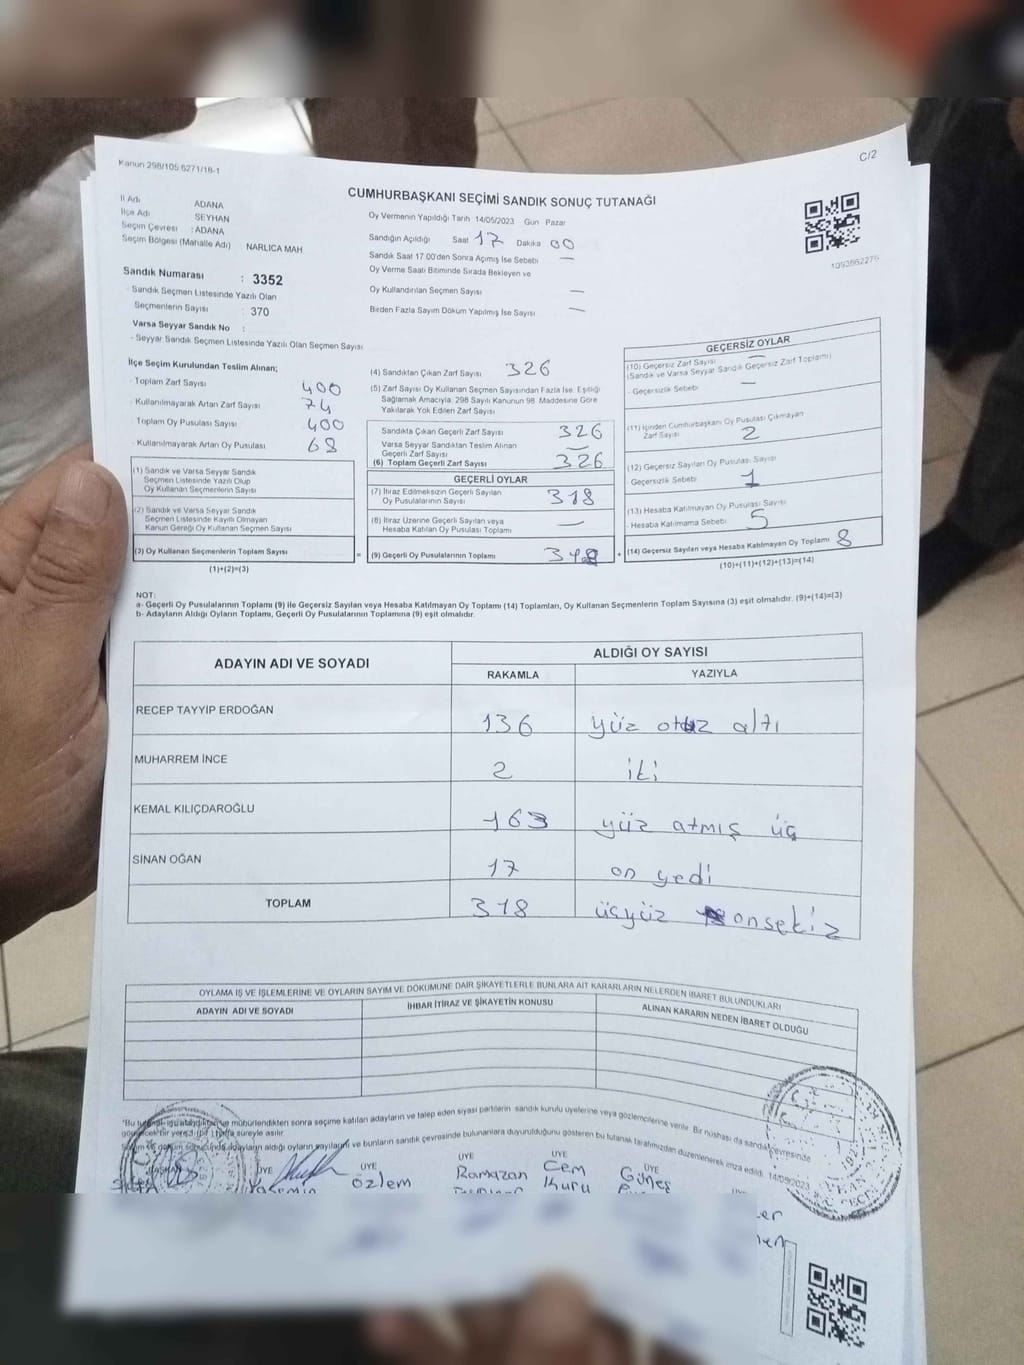 Kanun 298/105 6271/18-1
C/2
CUMHURBAŞKANI SEÇİMİ SANDIK SONUÇ TUTANAĞI
İl Adı ADANA
İlçe Adı SEYHAN
Seçim Çevresi : ADANA
Seçim Bölgesi (Mahalle Adı) : NARLICA MAH
Oy Vermenin Yapıldığı Tarih 14/05/2023 Gün Pazar
Sandığın Açıldığı Saat 17 Dakika 00
Sandık Saat 17.00'den Sonra Açımış İse Sebebi —
Oy Verme Saati Bitiminde Sırada Bekleyen ve
Oy Kullandırılan Seçmen Sayısı —
Birden Fazla Sayım Döküm Yapılmış İse Sayısı —
1093662276
Sandık Numarası : 3352
- Sandık Seçmen Listesinde Yazılı Olan
Seçmenlerin Sayısı : 370
Varsa Seyyar Sandık No :
- Seyyar Sandık Seçmen Listesinde Yazılı Olan Seçmen Sayısı
İlçe Seçim Kurulundan Teslim Alınan;
- Toplam Zarf Sayısı 400
- Kullanılmayarak Artan Zarf Sayısı 74
- Toplam Oy Pusulası Sayısı 400
- Kullanılmayarak Artan Oy Pusulası 68
(1) Sandık ve Varsa Seyyar Sandık
Seçmen Listesinde Yazılı Olup
Oy Kullanan Seçmenlerin Sayısı
(2) Sandık ve Varsa Seyyar Sandık
Seçmen Listesinde Kayıtlı Olmayan
Kanun Gereği Oy Kullanan Seçmen Sayısı
(3) Oy Kullanan Seçmenlerin Toplam Sayısı =
(1)+(2)=(3)
(4) Sandıktan Çıkan Zarf Sayısı 326
(5) Zarf Sayısı Oy Kullanan Seçmen Sayısından Fazla İse, Eşitliği
Sağlamak Amacıyla, 298 Sayılı Kanunun 98. Maddesine Göre
Yakılarak Yok Edilen Zarf Sayısı
Sandıkta Çıkan Geçerli Zarf Sayısı 326
Varsa Seyyar Sandıktan Teslim Alınan
Geçerli Zarf Sayısı —
(6) Toplam Geçerli Zarf Sayısı 326
GEÇERLİ OYLAR
(7) İtiraz Edilmeksizin Geçerli Sayılan
Oy Pusulalarının Sayısı 318
(8) İtiraz Üzerine Geçerli Sayılan veya
Hesaba Katılan Oy Pusulası Toplamı —
(9) Geçerli Oy Pusulalarının Toplamı 318 +
GEÇERSİZ OYLAR
(10) Geçersiz Zarf Sayısı —
(Sandık ve Varsa Seyyar Sandık Geçersiz Zarf Toplamı)
- Geçersizlik Sebebi —
(11) İçinden Cumhurbaşkanı Oy Pusulası Çıkmayan
Zarf Sayısı 2
(12) Geçersiz Sayılan Oy Pusulası Sayısı
- Geçersizlik Sebebi 1
(13) Hesaba Katılmayan Oy Pusulası Sayısı
- Hesaba Katılmama Sebebi 5
(14) Geçersiz Sayılan veya Hesaba Katılmayan Oy Toplamı 8
(10)+(11)+(12)+(13)=(14)
NOT:
a- Geçerli Oy Pusulalarının Toplamı (9) ile Geçersiz Sayılan veya Hesaba Katılmayan Oy Toplamı (14) Toplamları, Oy Kullanan Seçmenlerin Toplam Sayısına (3) eşit olmalıdır. (9)+(14)=(3)
b- Adayların Aldığı Oyların Toplamı, Geçerli Oy Pusulalarının Toplamına (9) eşit olmalıdır.
ADAYIN ADI VE SOYADI
ALDIĞI OY SAYISI
RAKAMLA YAZIYLA
RECEP TAYYİP ERDOĞAN 136 yüz otuz altı
MUHARREM İNCE 2 iki
KEMAL KILIÇDAROĞLU 163 yüz atmış üç
SİNAN OĞAN 17 on yedi
TOPLAM 318 üçyüz onsekiz
OYLAMA İŞ VE İŞLEMLERİNE VE OYLARIN SAYIM VE DÖKÜMÜNE DAİR ŞİKAYETLERLE BUNLARA AİT KARARLARIN NELERDEN İBARET BULUNDUKLARI
ADAYIN ADI VE SOYADI İHBAR İTİRAZ VE ŞİKAYETİN KONUSU ALINAN KARARIN NEDEN İBARET OLDUĞU
mühürlendikten sonra seçime katılan adayların ve talep eden siyasi partilerin sandık kurulu üyelerine veya gözlemcilerine verilir. Bir nüshası da sandık çevresinde
süreyle asılır.
adayların aldığı oyların sayılarını ve bunların sandık çevresinde bulunanlara duyurulduğunu gösteren bu tutanak tarafımızdan düzenlenerek imza edildi. 14/05/2023
ÜYE ÜYE ÜYE ÜYE ÜYE
Yasemin Özlem Ramazan Cem Güneş
Kuru